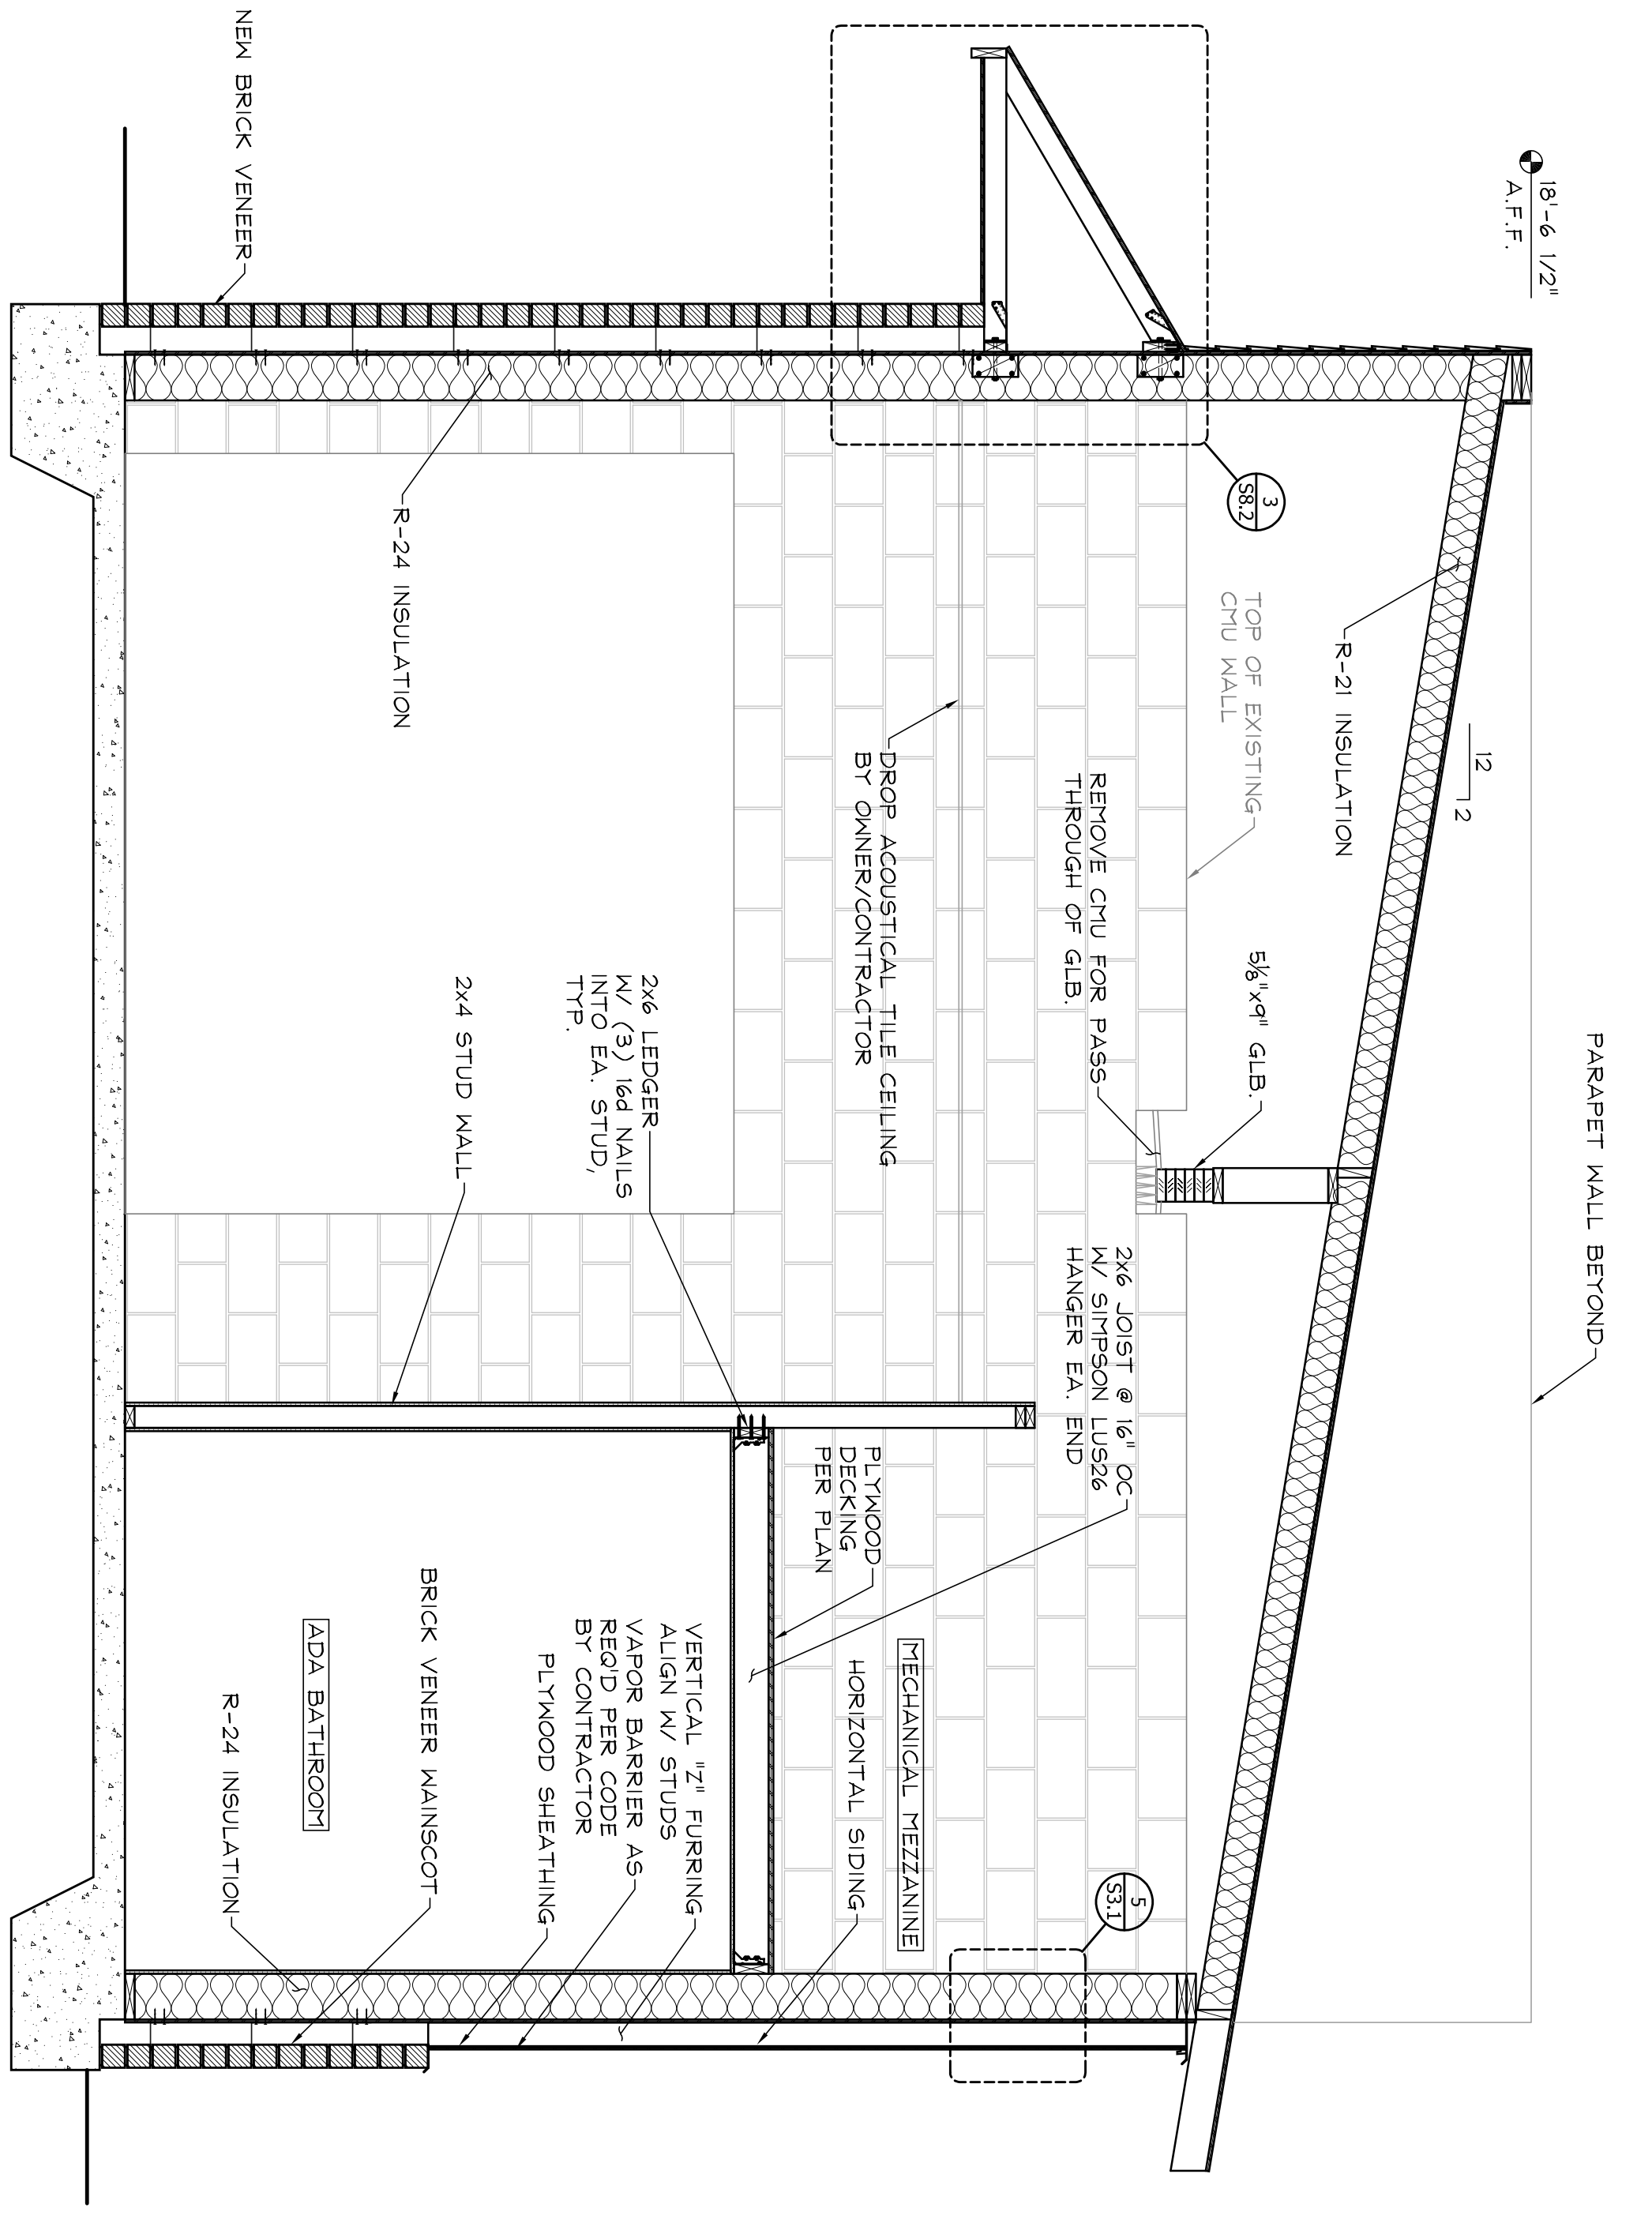 PARAPET WALL BEYOND
18'-6 1/2"
A.F.F.
12
2
R-21 INSULATION
TOP OF EXISTING
CMU WALL
5⅛"x9" GLB.
3
S8.2
REMOVE CMU FOR PASS
THROUGH OF GLB.
2x6 JOIST @ 16" OC
W/ SIMPSON LUS26
HANGER EA. END
5
S3.1
DROP ACOUSTICAL TILE CEILING
BY OWNER/CONTRACTOR
PLYWOOD
DECKING
PER PLAN
MECHANICAL MEZZANINE
HORIZONTAL SIDING
2x6 LEDGER
W/ (3) 16d NAILS
INTO EA. STUD,
TYP.
VERTICAL "Z" FURRING
ALIGN W/ STUDS
VAPOR BARRIER AS
REQ'D PER CODE
BY CONTRACTOR
PLYWOOD SHEATHING
2x4 STUD WALL
BRICK VENEER WAINSCOT
R-24 INSULATION
ADA BATHROOM
NEW BRICK VENEER
R-24 INSULATION